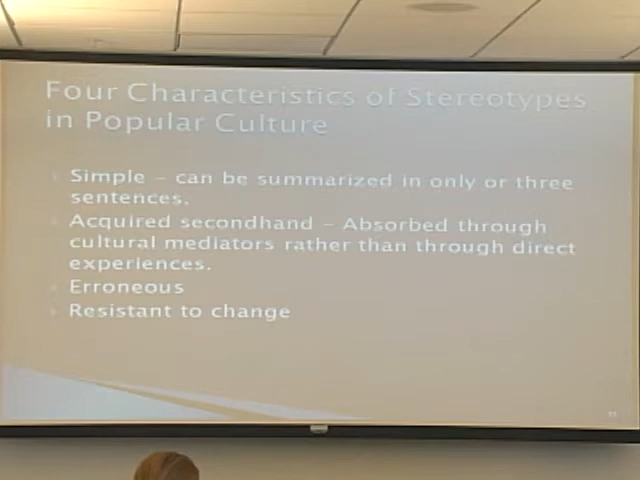 Four Characteristics of Stereotypes
in Popular Culture
Simple – can be summarized in only or three
sentences.
Acquired secondhand – Absorbed through
cultural mediators rather than through direct
experiences.
Erroneous
Resistant to change